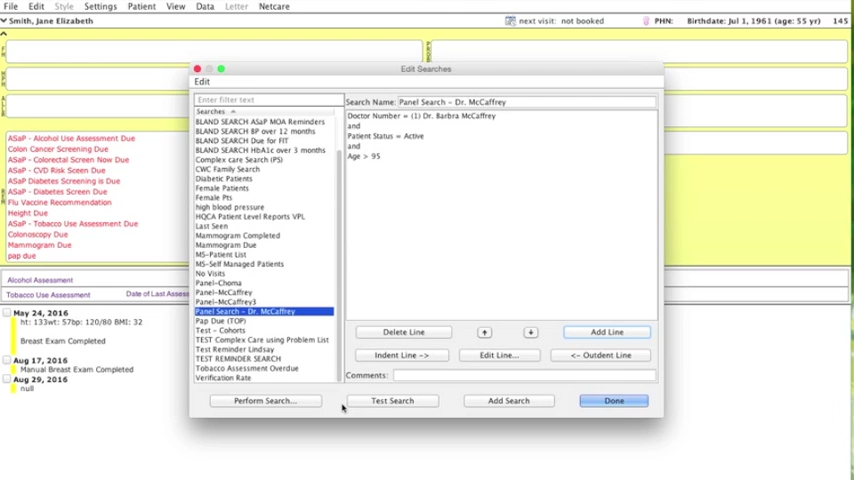 File Edit Style Settings Patient View Data Letter Netcare
Smith, Jane Elizabeth next visit: not booked PHN: Birthdate: Jul 1, 1961 (age: 55 yr) 145
Edit Searches
Edit
Enter filter text
Searches
BLAND SEARCH ASaP MOA Reminders
BLAND SEARCH BP over 12 months
BLAND SEARCH Due for FIT
BLAND SEARCH HbA1c over 3 months
Complex care Search (PS)
CWC Family Search
Diabetic Patients
Female Patients
Female Pts
high blood pressure
HQCA Patient Level Reports VPL
Last Seen
Mammogram Completed
Mammogram Due
MS-Patient List
MS-Self Managed Patients
No Visits
Panel-Choma
Panel-McCaffrey
Panel-McCaffrey3
Panel Search - Dr. McCaffrey
Pap Due (TOP)
Test - Cohorts
TEST Complex Care using Problem List
Test Reminder Lindsay
TEST REMINDER SEARCH
Tobacco Assessment Overdue
Verification Rate
Search Name: Panel Search - Dr. McCaffrey
Doctor Number = (1) Dr. Barbra McCaffrey
and
Patient Status = Active
and
Age > 95
Delete Line Add Line
Indent Line -> Edit Line... <- Outdent Line
Comments:
Perform Search... Test Search Add Search Done
ASaP - Alcohol Use Assessment Due
Colon Cancer Screening Due
ASaP - Colorectal Screen Now Due
ASaP - CVD Risk Sceen Due
ASaP Diabetes Screening is Due
ASaP - Diabetes Screen Due
Flu Vaccine Recommendation
Height Due
ASaP - Tobacco Use Assessment Due
Colonoscopy Due
Mammogram Due
pap due
Alcohol Assessment
Tobacco Use Assessment Date of Last Assess
May 24, 2016
ht: 133wt: 57bp: 120/80 BMI: 32
Breast Exam Completed
Aug 17, 2016
Manual Breast Exam Completed
Aug 29, 2016
null